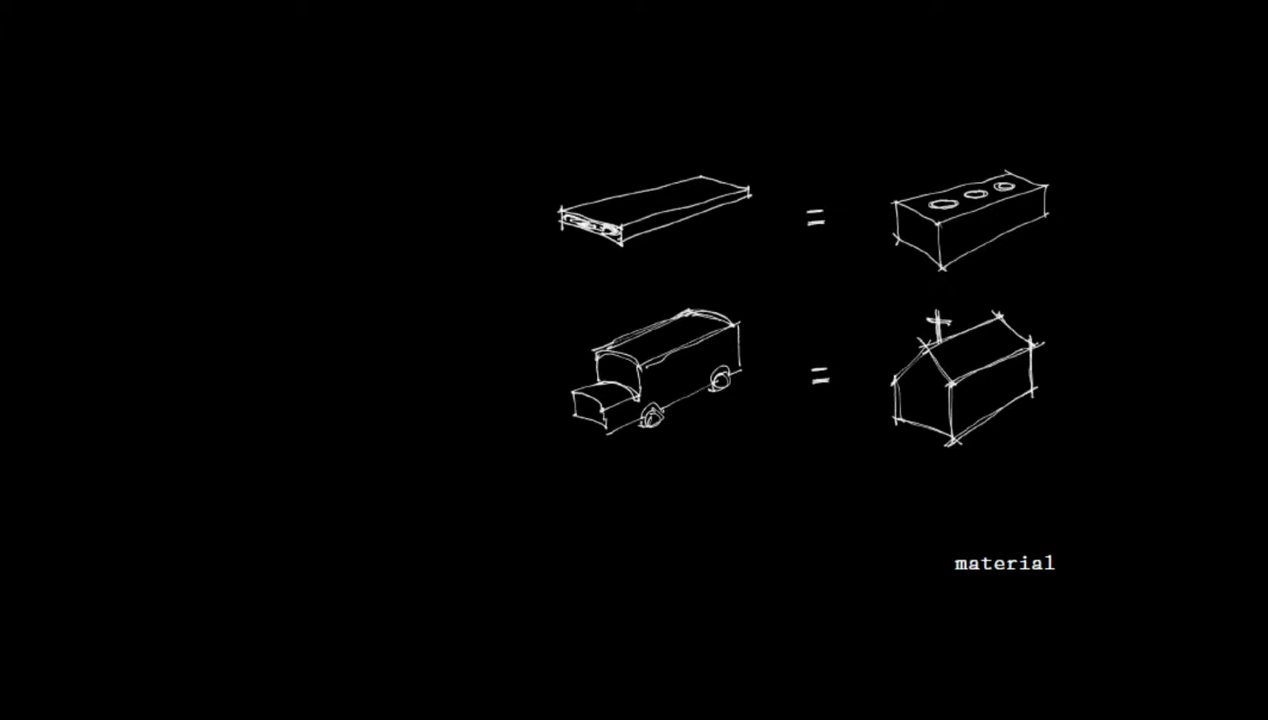 =
=
material